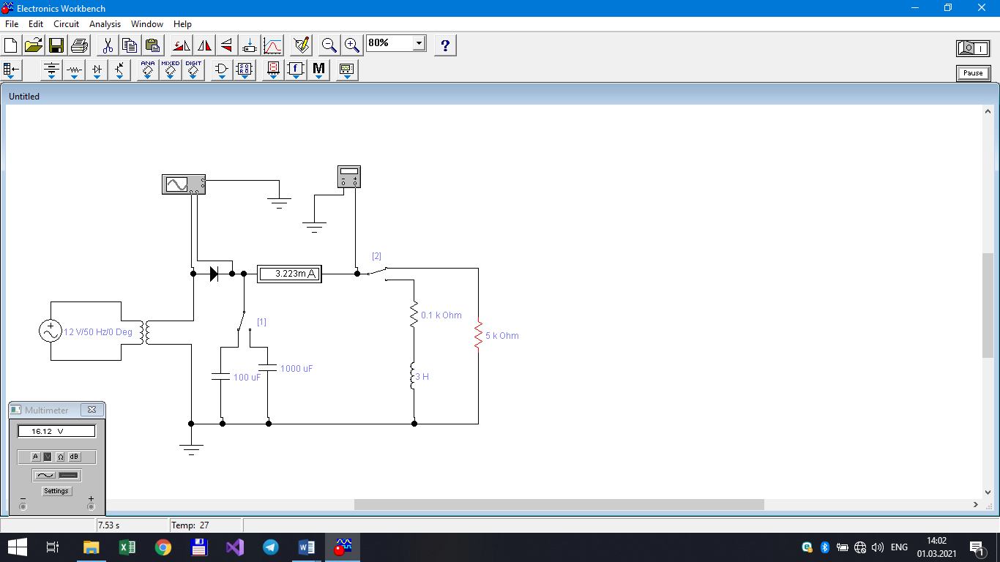 Electronics Workbench
File Edit Circuit Analysis Window Help
80%
?
ANA MIXED DIGIT
f M
Pause
Untitled
[2]
3.223m A
0.1 k Ohm
[1]
12 V/50 Hz/0 Deg
5 k Ohm
1000 uF
100 uF
3 H
Multimeter
16.12 V
A V Ω dB
Settings
− +
7.53 s Temp: 27
ENG
14:02
01.03.2021
1